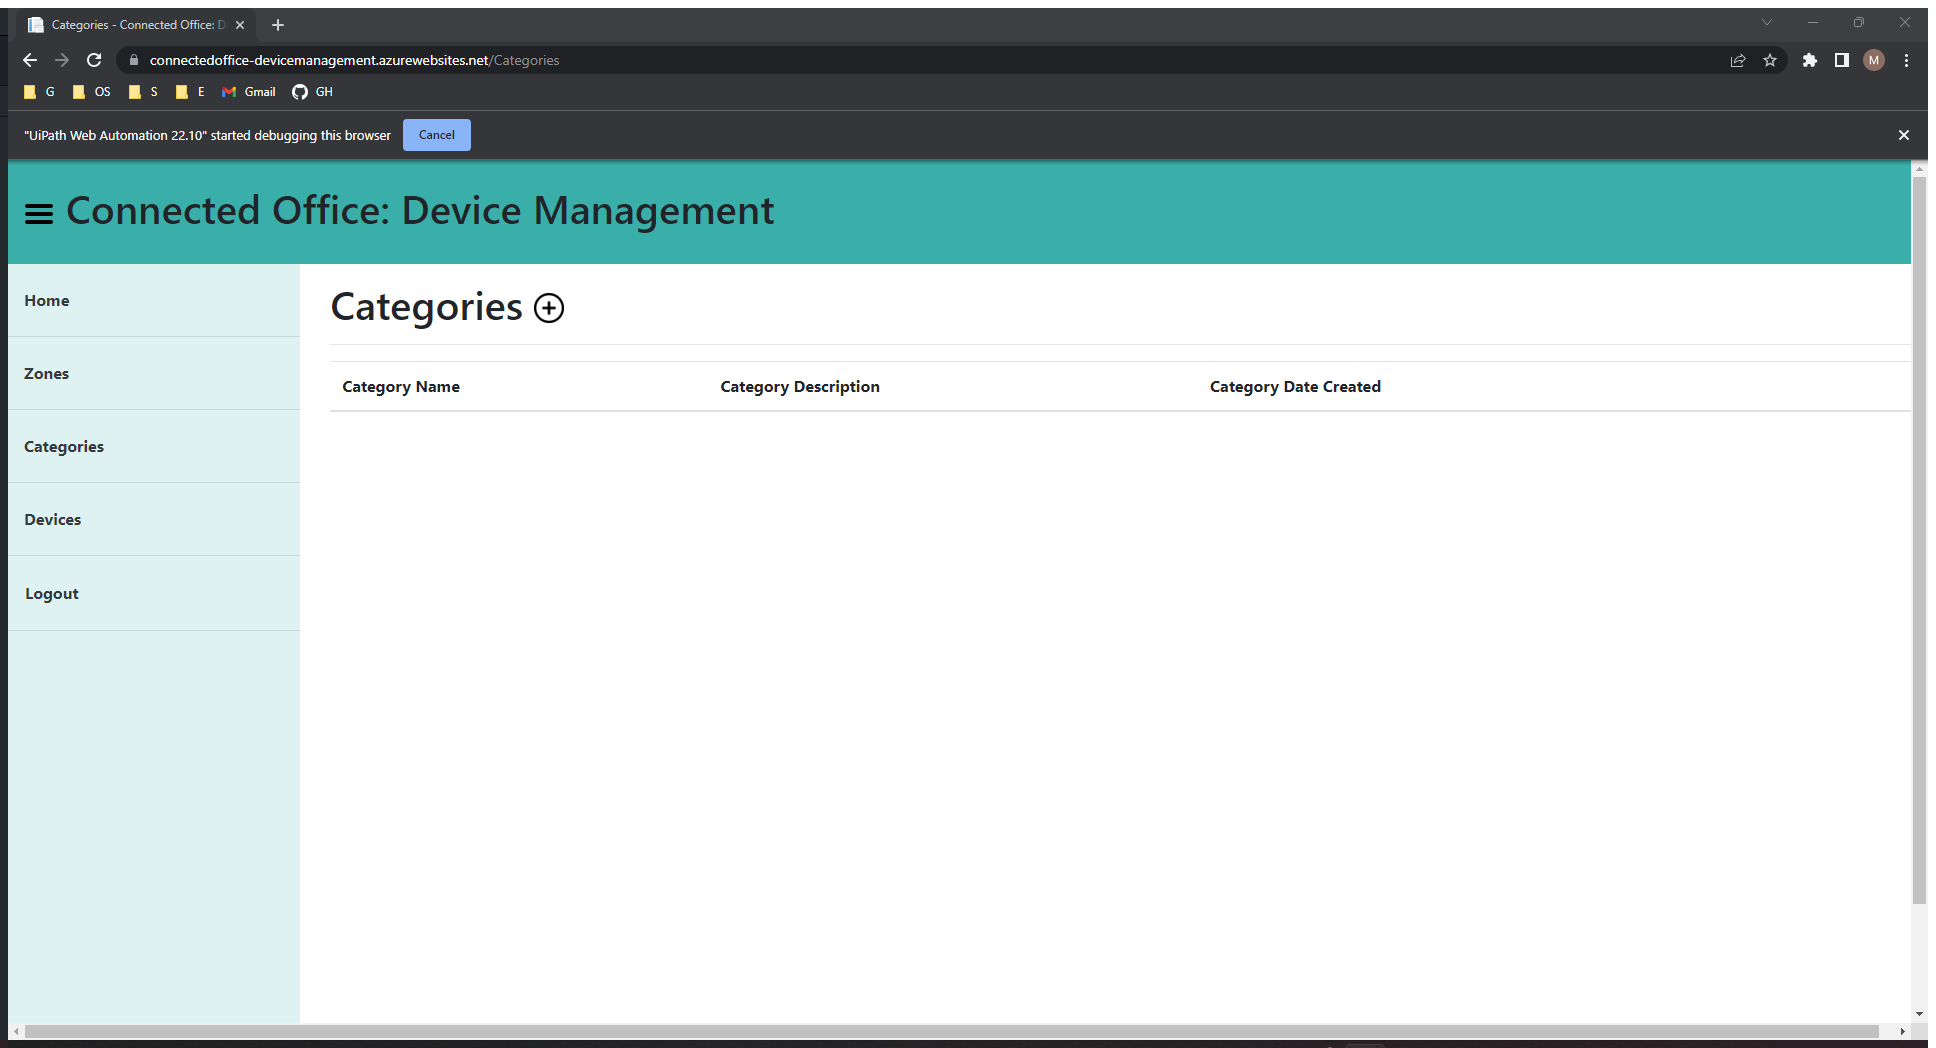 Categories - Connected Office: D
connectedoffice-devicemanagement.azurewebsites.net/Categories
M
G OS S E Gmail GH
"UiPath Web Automation 22.10" started debugging this browser Cancel
Connected Office: Device Management
Home
Zones
Categories
Devices
Logout
Categories
Category Name Category Description Category Date Created